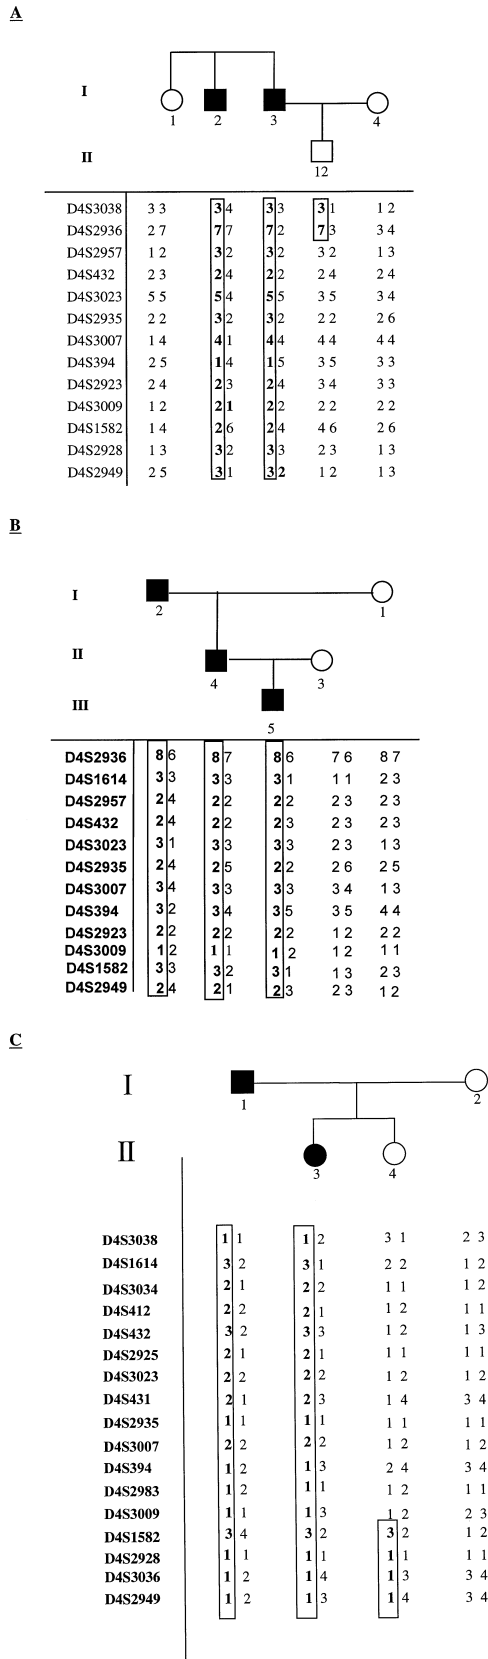 A
I
1 2 3 4
II
12
D4S3038 3 3 3 4 3 3 3 1 1 2
D4S2936 2 7 7 7 7 2 7 3 3 4
D4S2957 1 2 3 2 3 2 3 2 1 3
D4S432 2 3 2 4 2 2 2 4 2 4
D4S3023 5 5 5 4 5 5 3 5 3 4
D4S2935 2 2 3 2 3 2 2 2 2 6
D4S3007 1 4 4 1 4 4 4 4 4 4
D4S394 2 5 1 4 1 5 3 5 3 3
D4S2923 2 4 2 3 2 4 3 4 3 3
D4S3009 1 2 2 1 2 2 2 2 2 2
D4S1582 1 4 2 6 2 4 4 6 2 6
D4S2928 1 3 3 2 3 3 2 3 1 3
D4S2949 2 5 3 1 3 2 1 2 1 3
B
I
2 1
II
4 3
III
5
D4S2936 8 6 8 7 8 6 7 6 8 7
D4S1614 3 3 3 3 3 1 1 1 2 3
D4S2957 2 4 2 2 2 2 2 3 2 3
D4S432 2 4 2 2 2 3 2 3 2 3
D4S3023 3 1 3 3 3 3 2 3 1 3
D4S2935 2 4 2 5 2 2 2 6 2 5
D4S3007 3 4 3 3 3 3 3 4 1 3
D4S394 3 2 3 4 3 5 3 5 4 4
D4S2923 2 2 2 2 2 2 1 2 2 2
D4S3009 1 2 1 1 1 2 1 2 1 1
D4S1582 3 3 3 2 3 1 1 3 2 3
D4S2949 2 4 2 1 2 3 2 3 1 2
C
I
1 2
II
3 4
D4S3038 1 1 1 2 3 1 2 3
D4S1614 3 2 3 1 2 2 1 2
D4S3034 2 1 2 2 1 1 1 2
D4S412 2 2 2 1 1 2 1 1
D4S432 3 2 3 3 1 2 1 3
D4S2925 2 1 2 1 1 1 1 1
D4S3023 2 2 2 2 1 2 1 2
D4S431 2 1 2 3 1 4 3 4
D4S2935 1 1 1 1 1 1 1 1
D4S3007 2 2 2 2 1 2 1 2
D4S394 1 2 1 3 2 4 3 4
D4S2983 1 2 1 1 1 2 1 1
D4S3009 1 1 1 3 1 2 2 3
D4S1582 3 4 3 2 3 2 1 2
D4S2928 1 1 1 1 1 1 1 1
D4S3036 1 2 1 4 1 3 3 4
D4S2949 1 2 1 3 1 4 3 4